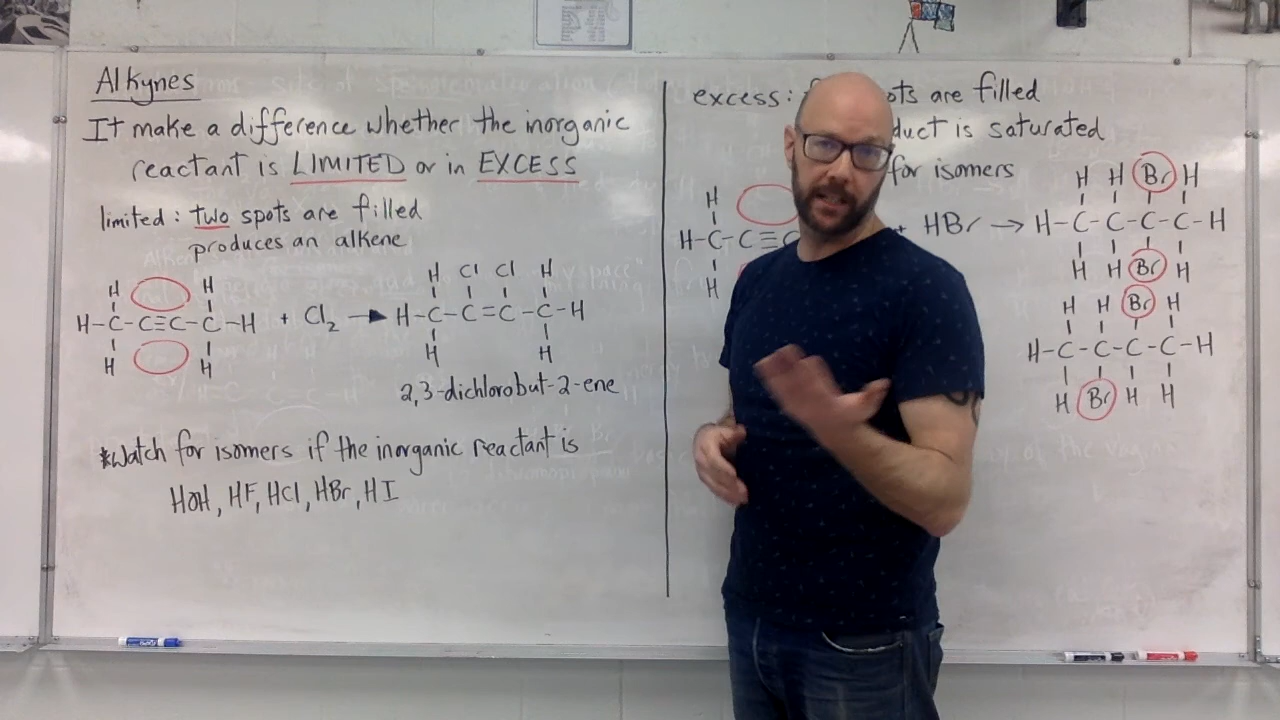 Alkynes
It make a difference whether the inorganic
reactant is LIMITED or in EXCESS
limited: two spots are filled
produces an alkene
H H
H-C-C≡C-C-H + Cl2 → H-C-C=C-C-H
H H
H Cl Cl H
H H
2,3-dichlorobut-2-ene
*Watch for isomers if the inorganic reactant is
HOH, HF, HCl, HBr, HI
excess: ots are filled
duct is saturated
for isomers
H
H-C-C≡C + HBr → H-C-C-C-C-H
H
H H Br H
H H Br H
H H Br H
H-C-C-C-C-H
H Br H H